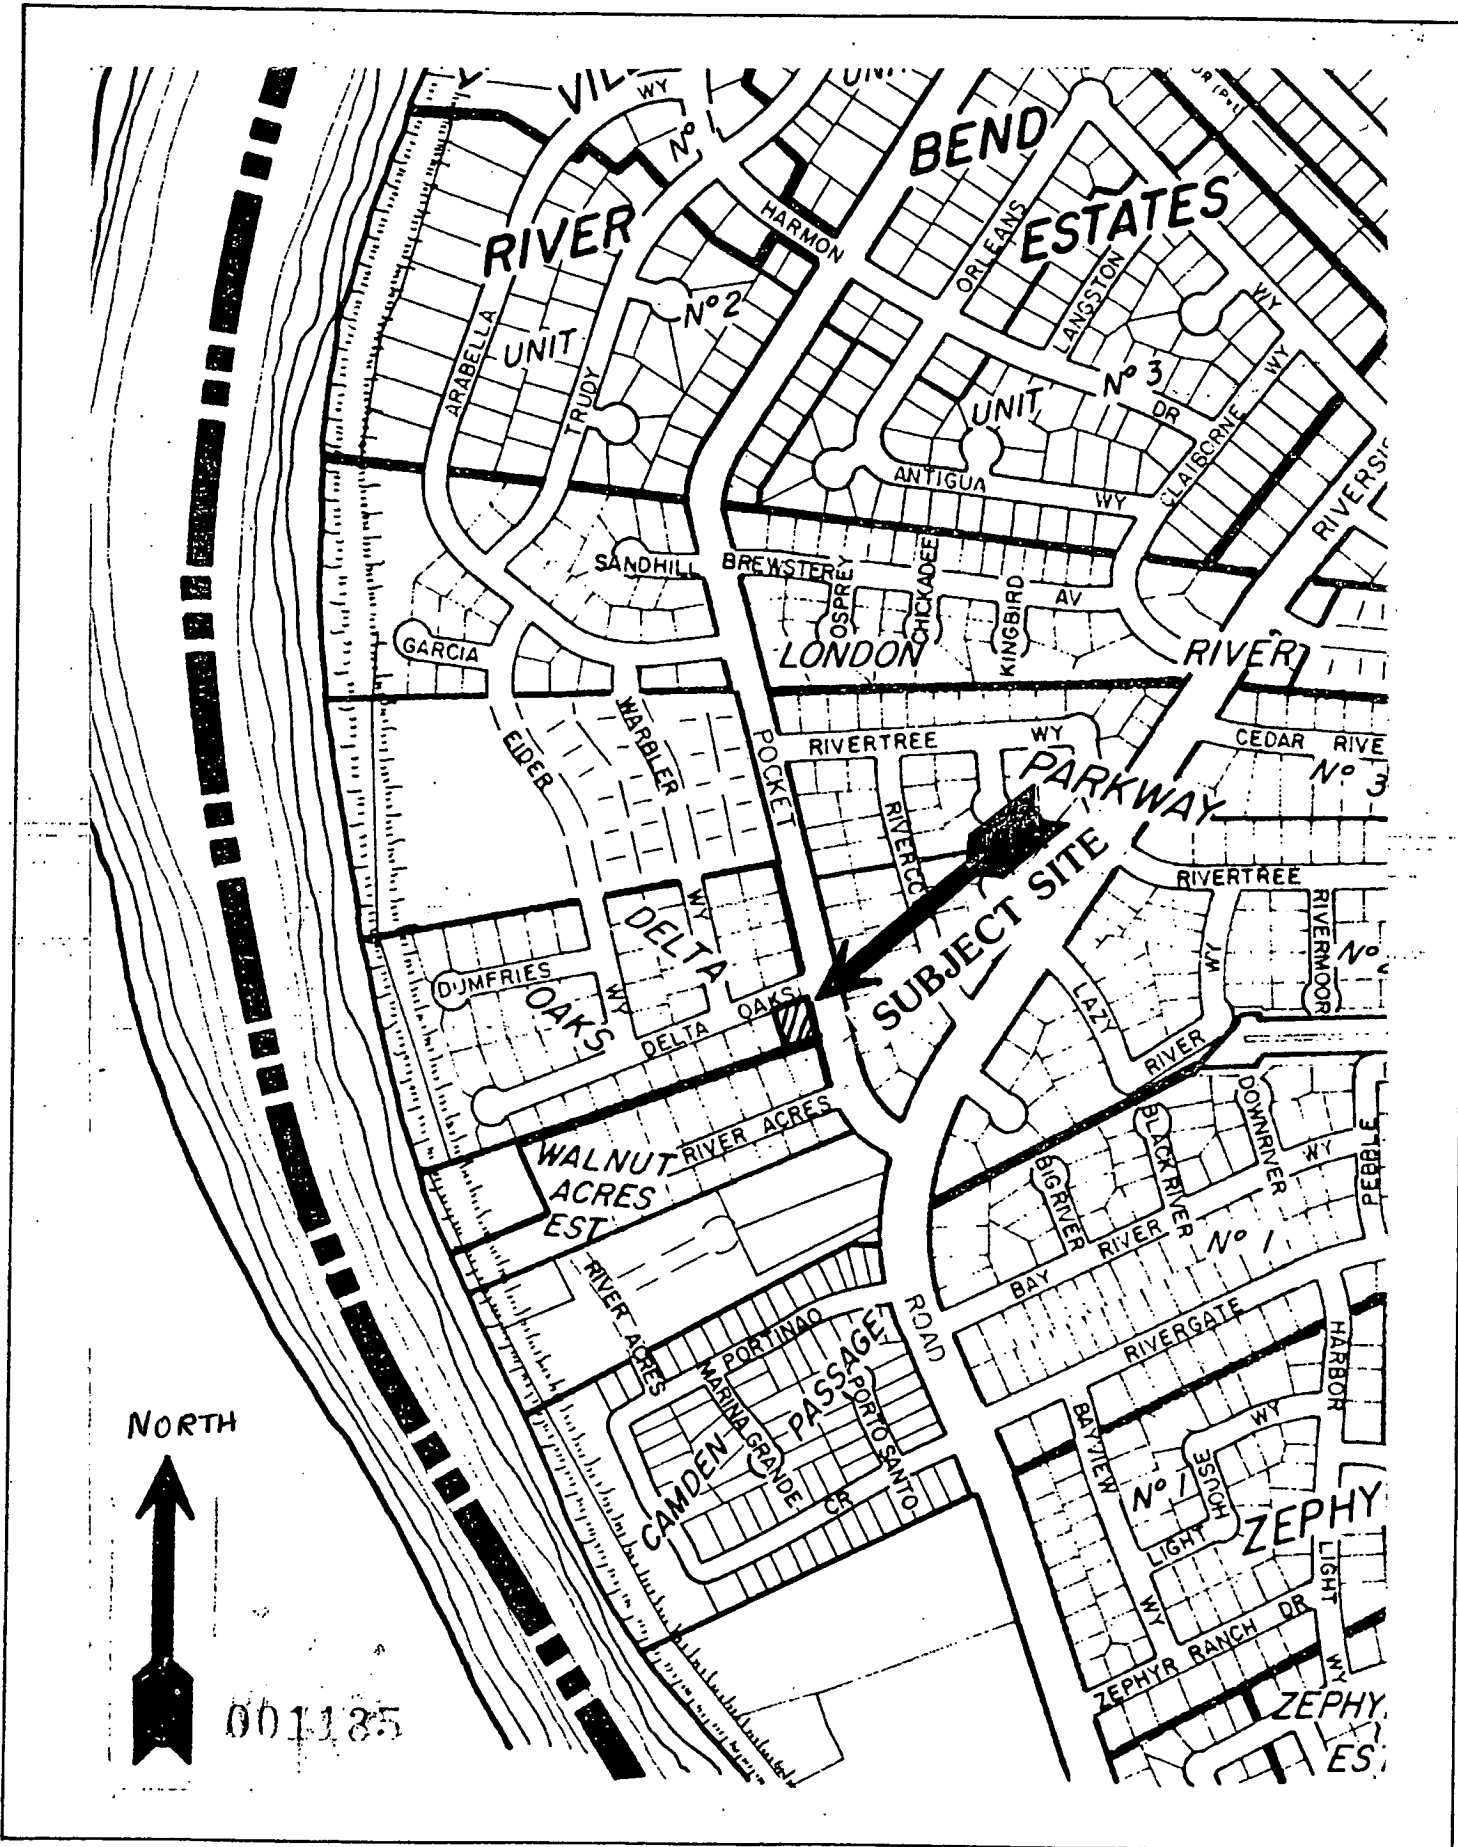 WY
Nº
BEND
HARMON
RIVER
ORLEANS
ESTATES
LANGSTON
WY
Nº 2
ARABELLA
UNIT
TRUDY
Nº 3
WY
UNIT
DR
CLAIBORNE
ANTIGUA
WY
SANDHILL
BREWSTER
OSPREY
CHICKADEE
KINGBIRD
AV
GARCIA
LONDON
RIVER
WARBLER
EIDER
POCKET
RIVERTREE
WY
CEDAR
Nº 3
PARKWAY
SUBJECT SITE
RIVERTREE
RIVERMOOR
WY
DELTA
WY
DUMFRIES
OAKS
WY
DELTA OAKS
LAZY
RIVER
DOWNRIVER
BLACK RIVER
WY
PEBBLE
BIG RIVER
RIVER ACRES
WALNUT
ACRES
EST
BAY RIVER
Nº 1
RIVER ACRES
PORTINAO
ROAD
RIVERGATE
HARBOR
MARINA GRANDE
PASSAGE
PORTO SANTO
CAMDEN
CR
BAYVIEW
WY
Nº 1
HOUSE
LIGHT
LIGHT
WY
ZEPHYR RANCH DR
WY
NORTH
001185